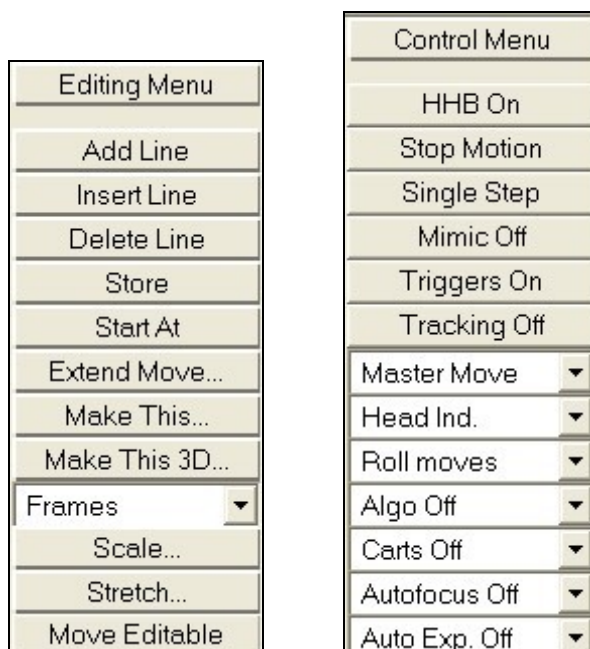 Editing Menu
Add Line
Insert Line
Delete Line
Store
Start At
Extend Move...
Make This...
Make This 3D...
Frames
Scale...
Stretch...
Move Editable
Control Menu
HHB On
Stop Motion
Single Step
Mimic Off
Triggers On
Tracking Off
Master Move
Head Ind.
Roll moves
Algo Off
Carts Off
Autofocus Off
Auto Exp. Off